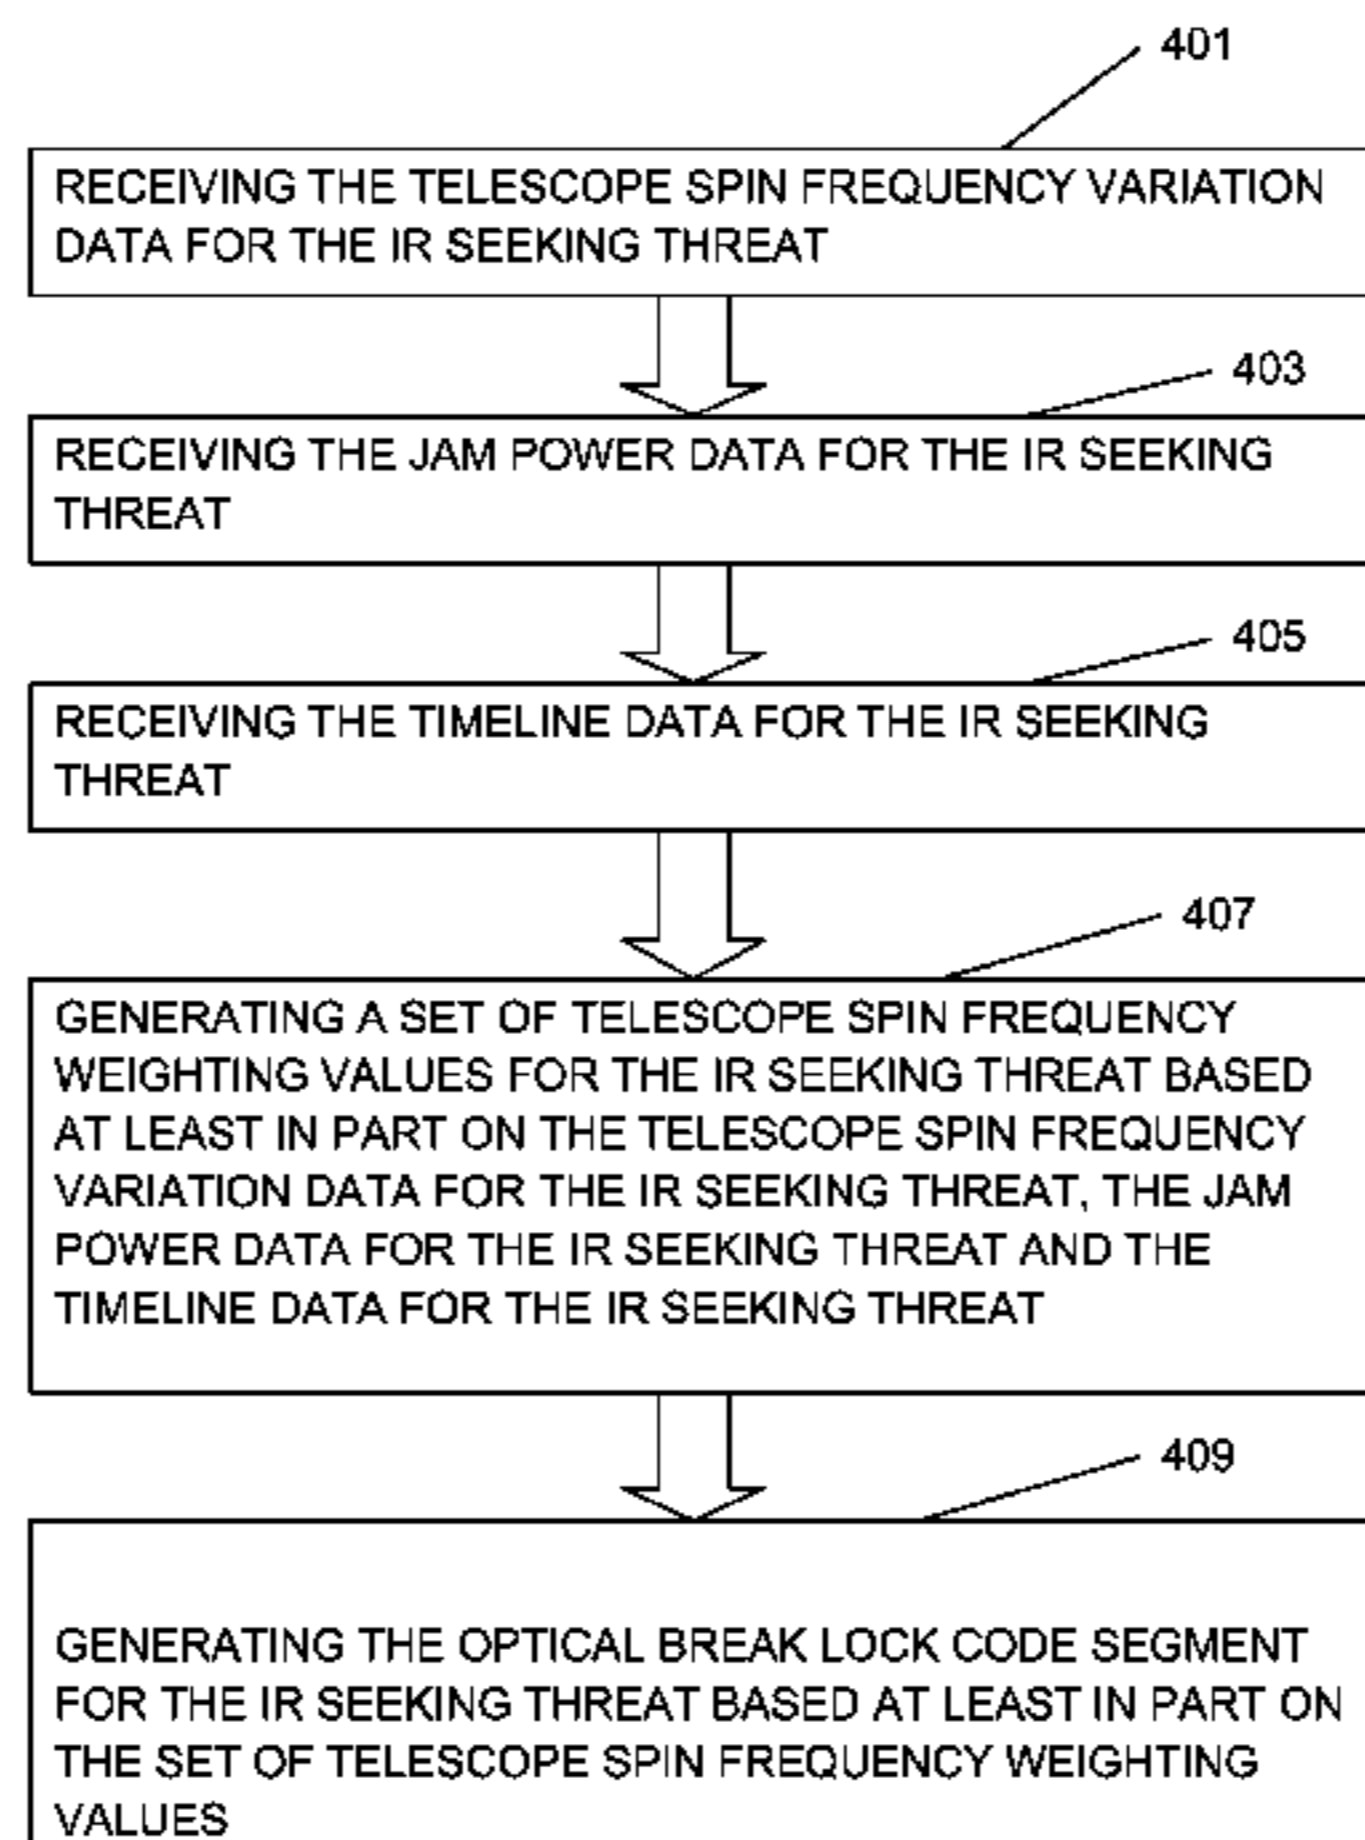 401
RECEIVING THE TELESCOPE SPIN FREQUENCY VARIATION
DATA FOR THE IR SEEKING THREAT
403
RECEIVING THE JAM POWER DATA FOR THE IR SEEKING
THREAT
405
RECEIVING THE TIMELINE DATA FOR THE IR SEEKING
THREAT
407
GENERATING A SET OF TELESCOPE SPIN FREQUENCY
WEIGHTING VALUES FOR THE IR SEEKING THREAT BASED
AT LEAST IN PART ON THE TELESCOPE SPIN FREQUENCY
VARIATION DATA FOR THE IR SEEKING THREAT, THE JAM
POWER DATA FOR THE IR SEEKING THREAT AND THE
TIMELINE DATA FOR THE IR SEEKING THREAT
409
GENERATING THE OPTICAL BREAK LOCK CODE SEGMENT
FOR THE IR SEEKING THREAT BASED AT LEAST IN PART ON
THE SET OF TELESCOPE SPIN FREQUENCY WEIGHTING
VALUES